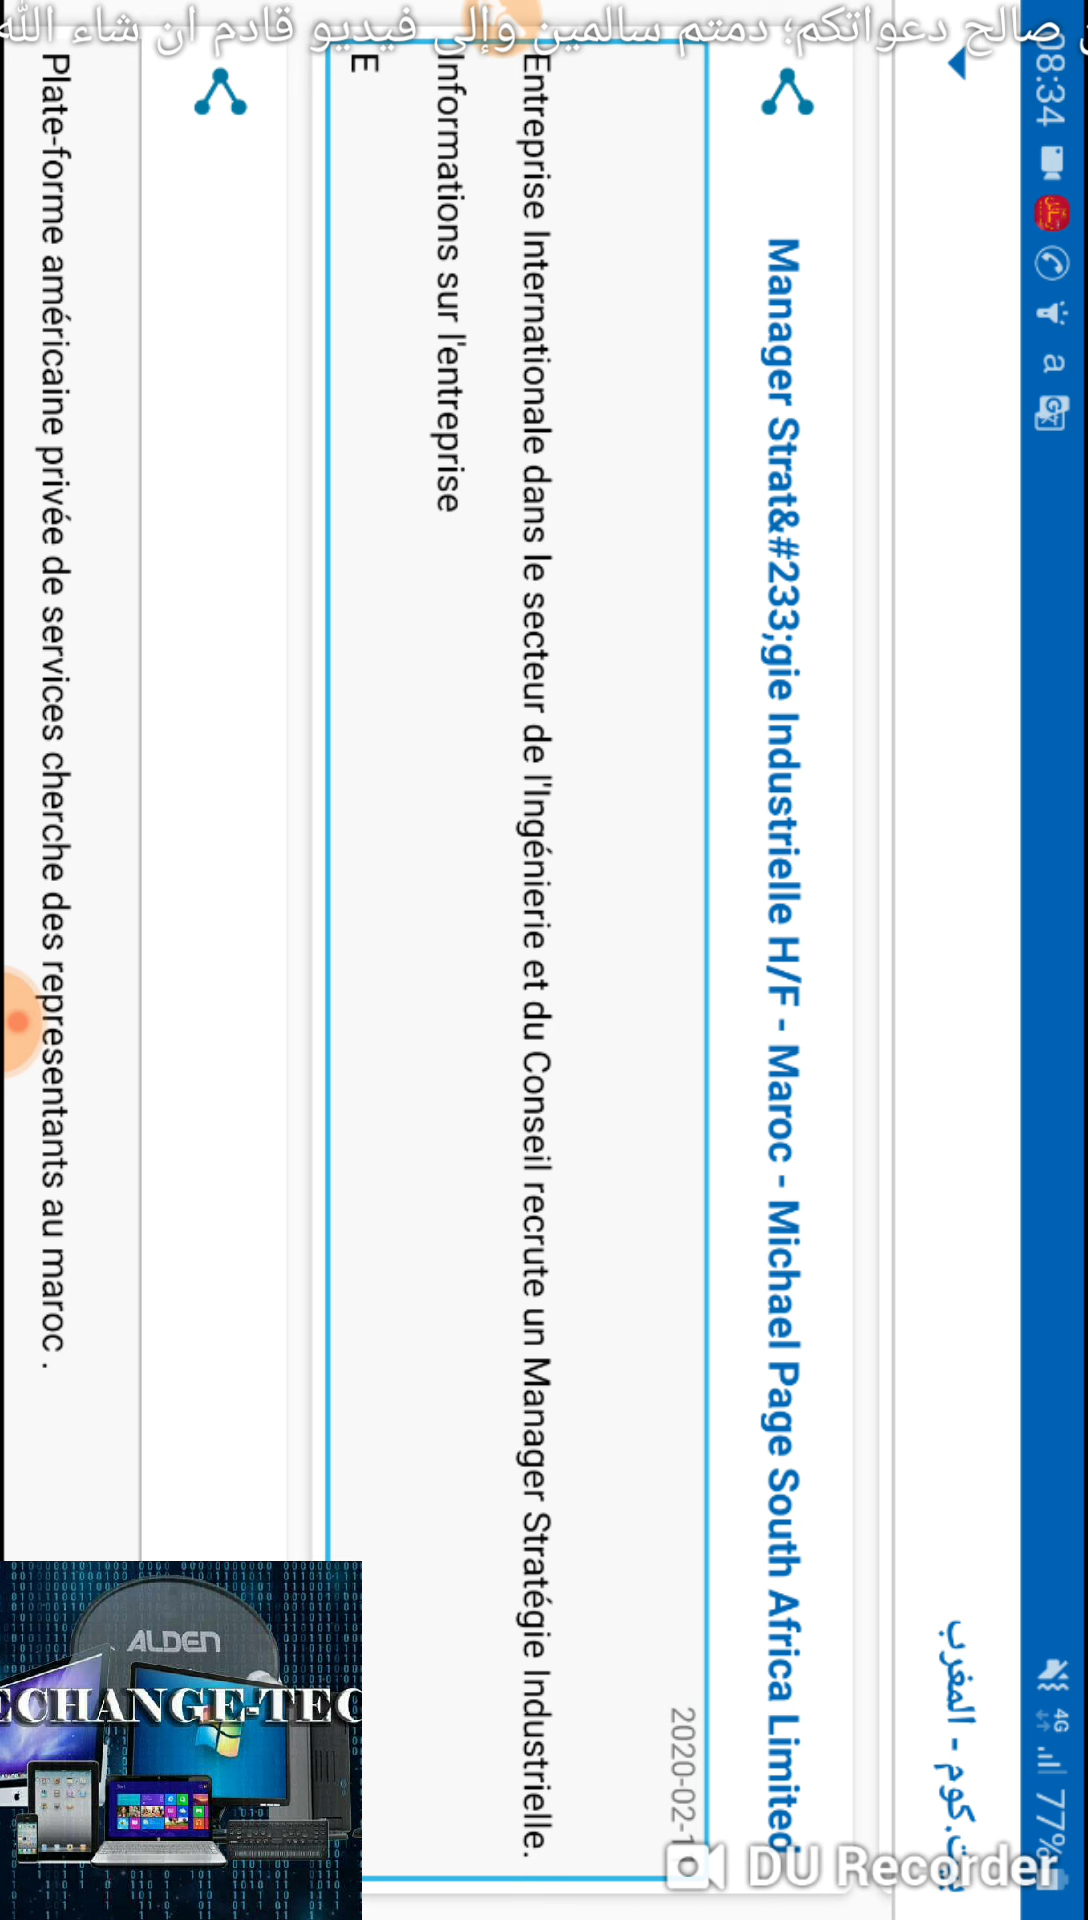 صالح دعواتكم؛ دمتم سالمين وإلى فيديو قادم ان شاء الله
08:34
4G 77%
كوم - المغرب
Manager Strat&#233;gie Industrielle H/F - Maroc - Michael Page South Africa Limited
2020-02-1
Entreprise Internationale dans le secteur de l'Ingénierie et du Conseil recrute un Manager Stratégie Industrielle.
Informations sur l'entreprise
E
Plate-forme américaine privée de services cherche des representants au maroc .
ALDEN
ECHANGE-TEC
DU Recorder